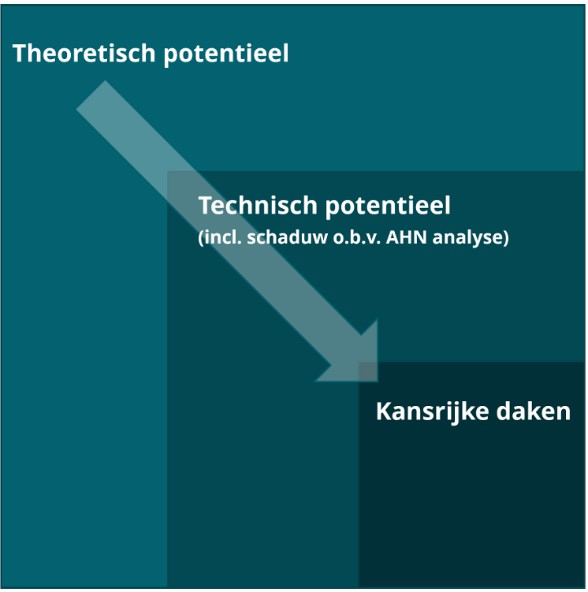 Theoretisch potentieel
Technisch potentieel
(incl. schaduw o.b.v. AHN analyse)
Kansrijke daken